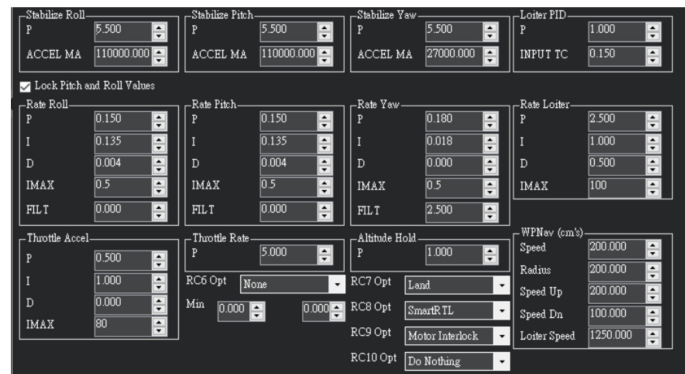 Stabilize Roll
P 5.500
ACCEL MA 110000.000
Stabilize Pitch
P 5.500
ACCEL MA 110000.000
Stabilize Yaw
P 5.500
ACCEL MA 27000.000
Loiter PID
P 1.000
INPUT TC 0.150
Lock Pitch and Roll Values
Rate Roll
P 0.150
I 0.135
D 0.004
IMAX 0.5
FILT 0.000
Rate Pitch
P 0.150
I 0.135
D 0.004
IMAX 0.5
FILT 0.000
Rate Yaw
P 0.180
I 0.018
D 0.000
IMAX 0.5
FILT 2.500
Rate Loiter
P 2.500
I 1.000
D 0.500
IMAX 100
Throttle Accel
P 0.500
I 1.000
D 0.000
IMAX 80
Throttle Rate
P 5.000
RC6 Opt None
Min 0.000 0.000
Altitude Hold
P 1.000
RC7 Opt Land
RC8 Opt SmartRTL
RC9 Opt Motor Interlock
RC10 Opt Do Nothing
WPNav (cm's)
Speed 200.000
Radius 200.000
Speed Up 200.000
Speed Dn 100.000
Loiter Speed 1250.000